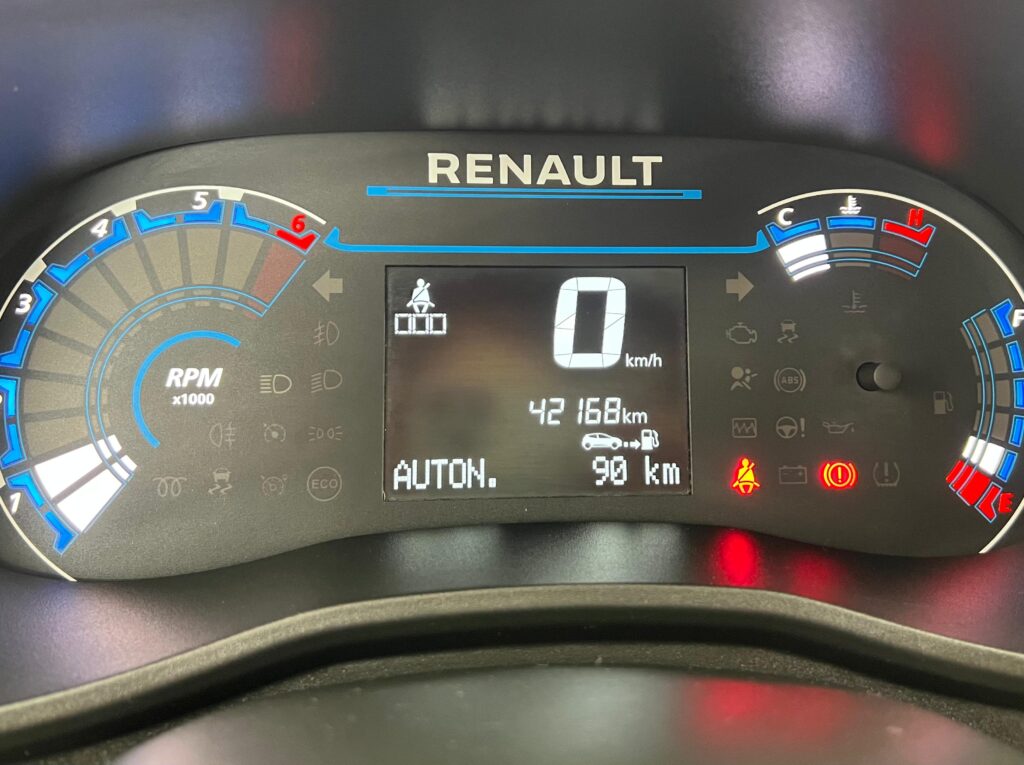 RENAULT
1
3
4
5
6
RPM
x1000
ECO
0
km/h
42168km
AUTON. 90 km
C
H
ABS
F
E